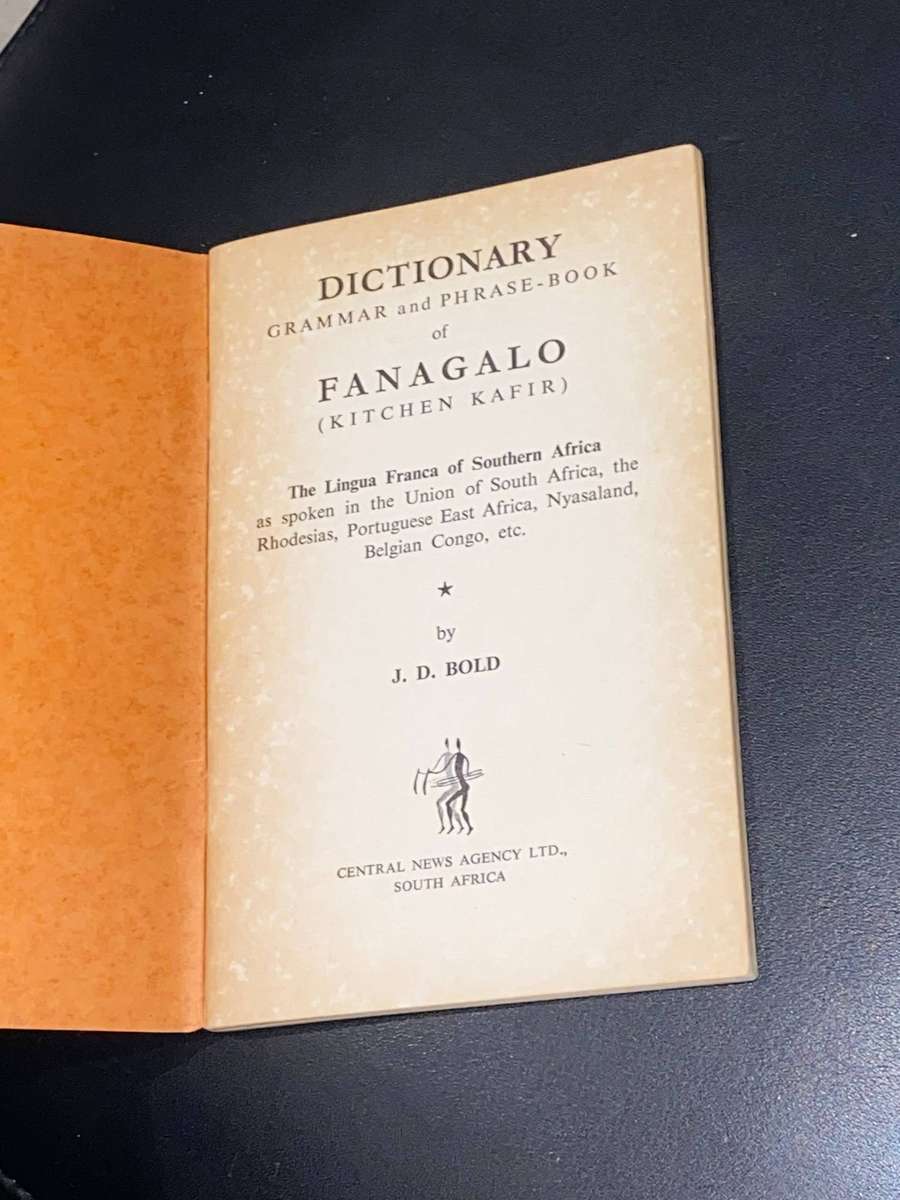 DICTIONARY
GRAMMAR and PHRASE-BOOK
of
FANAGALO
(KITCHEN KAFIR)
The Lingua Franca of Southern Africa
as spoken in the Union of South Africa, the
Rhodesias, Portuguese East Africa, Nyasaland,
Belgian Congo, etc.
by
J. D. BOLD
CENTRAL NEWS AGENCY LTD.,
SOUTH AFRICA